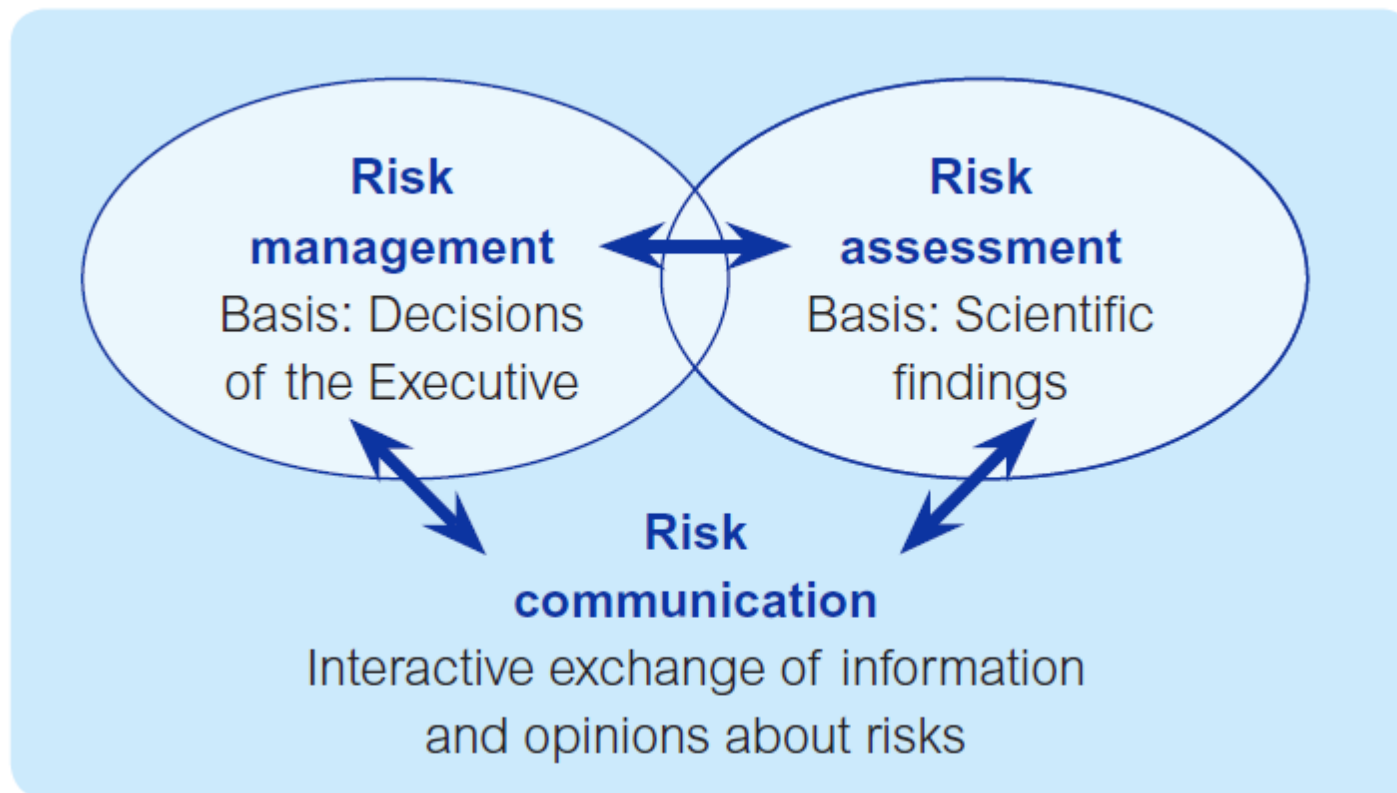 Risk
management
Basis: Decisions
of the Executive
Risk
assessment
Basis: Scientific
findings
Risk
communication
Interactive exchange of information
and opinions about risks